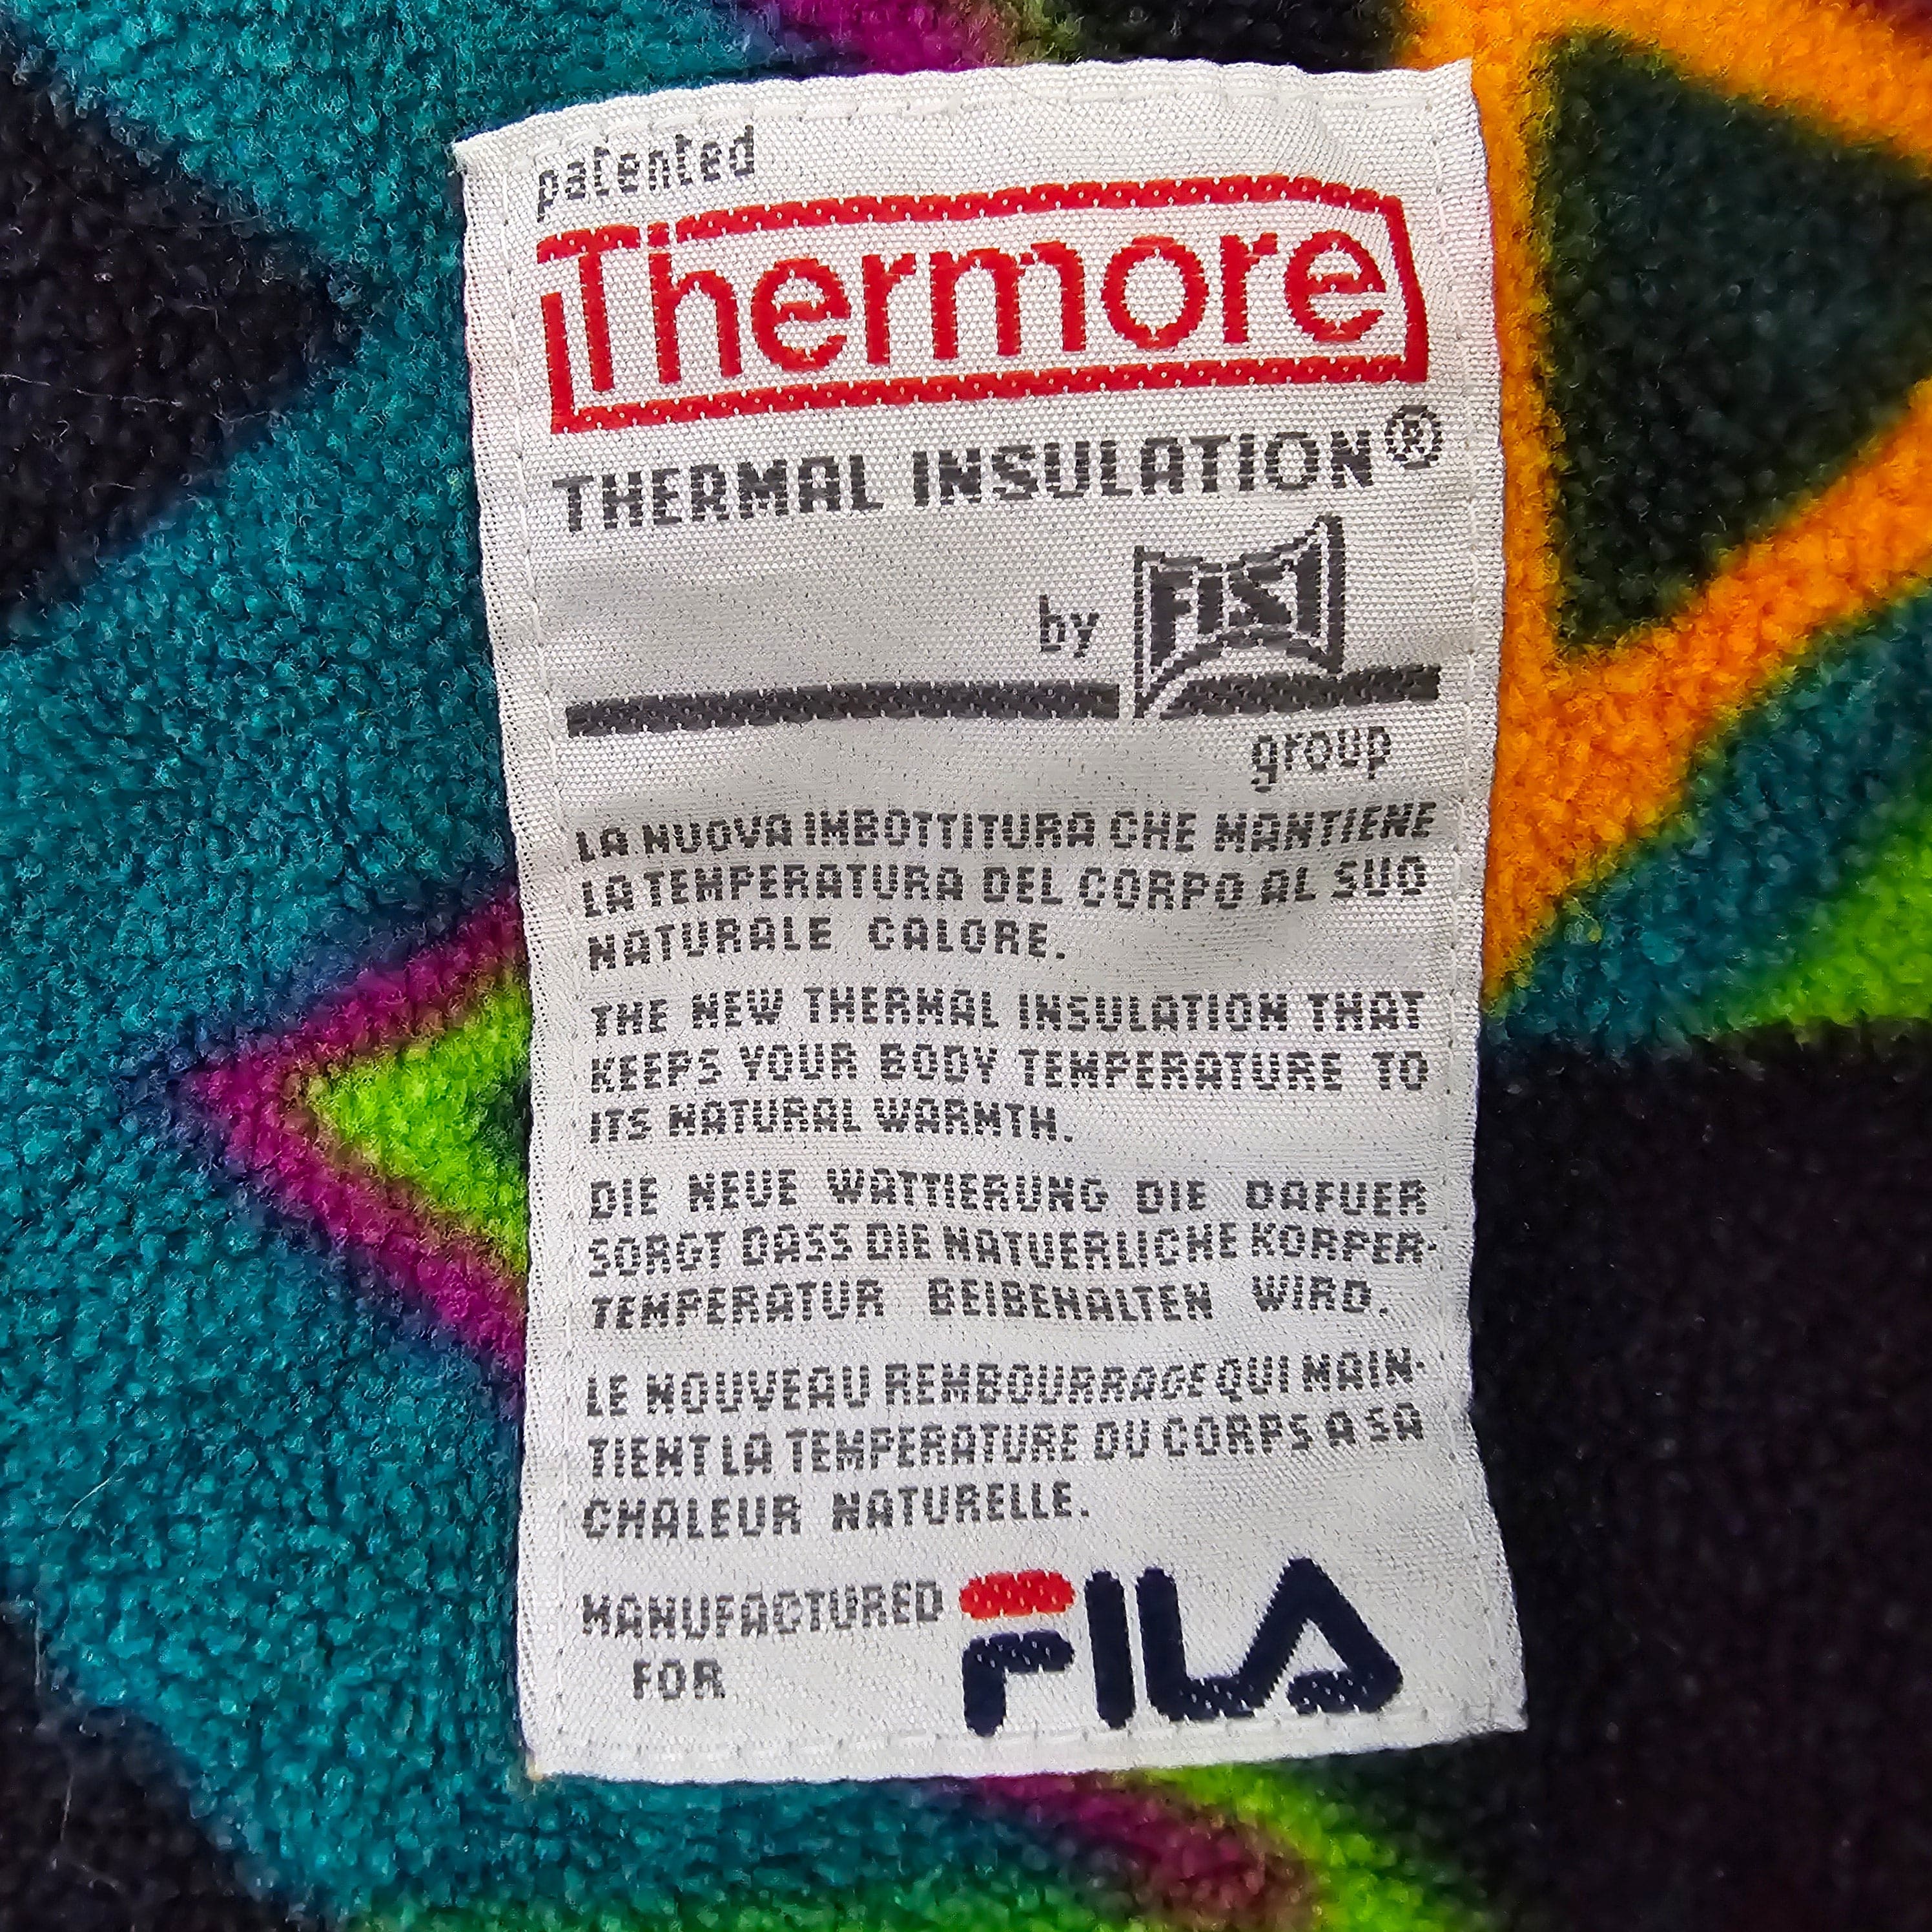 patented
Thermore
THERMAL INSULATION®
by FISI
group
LA NUOVA IMBOTTITURA CHE MANTIENE
LA TEMPERATURA DEL CORPO AL SUO
NATURALE CALORE.
THE NEW THERMAL INSULATION THAT
KEEPS YOUR BODY TEMPERATURE TO
ITS NATURAL WARMTH.
DIE NEUE WATTIERUNG DIE DAFUER
SORGT DASS DIE NATUERLICHE KORPER-
TEMPERATUR BEIBEHALTEN WIRD.
LE NOUVEAU REMBOURRAGE QUI MAIN-
TIENT LA TEMPERATURE DU CORPS A SA
CHALEUR NATURELLE.
MANUFACTURED
FOR
FILA